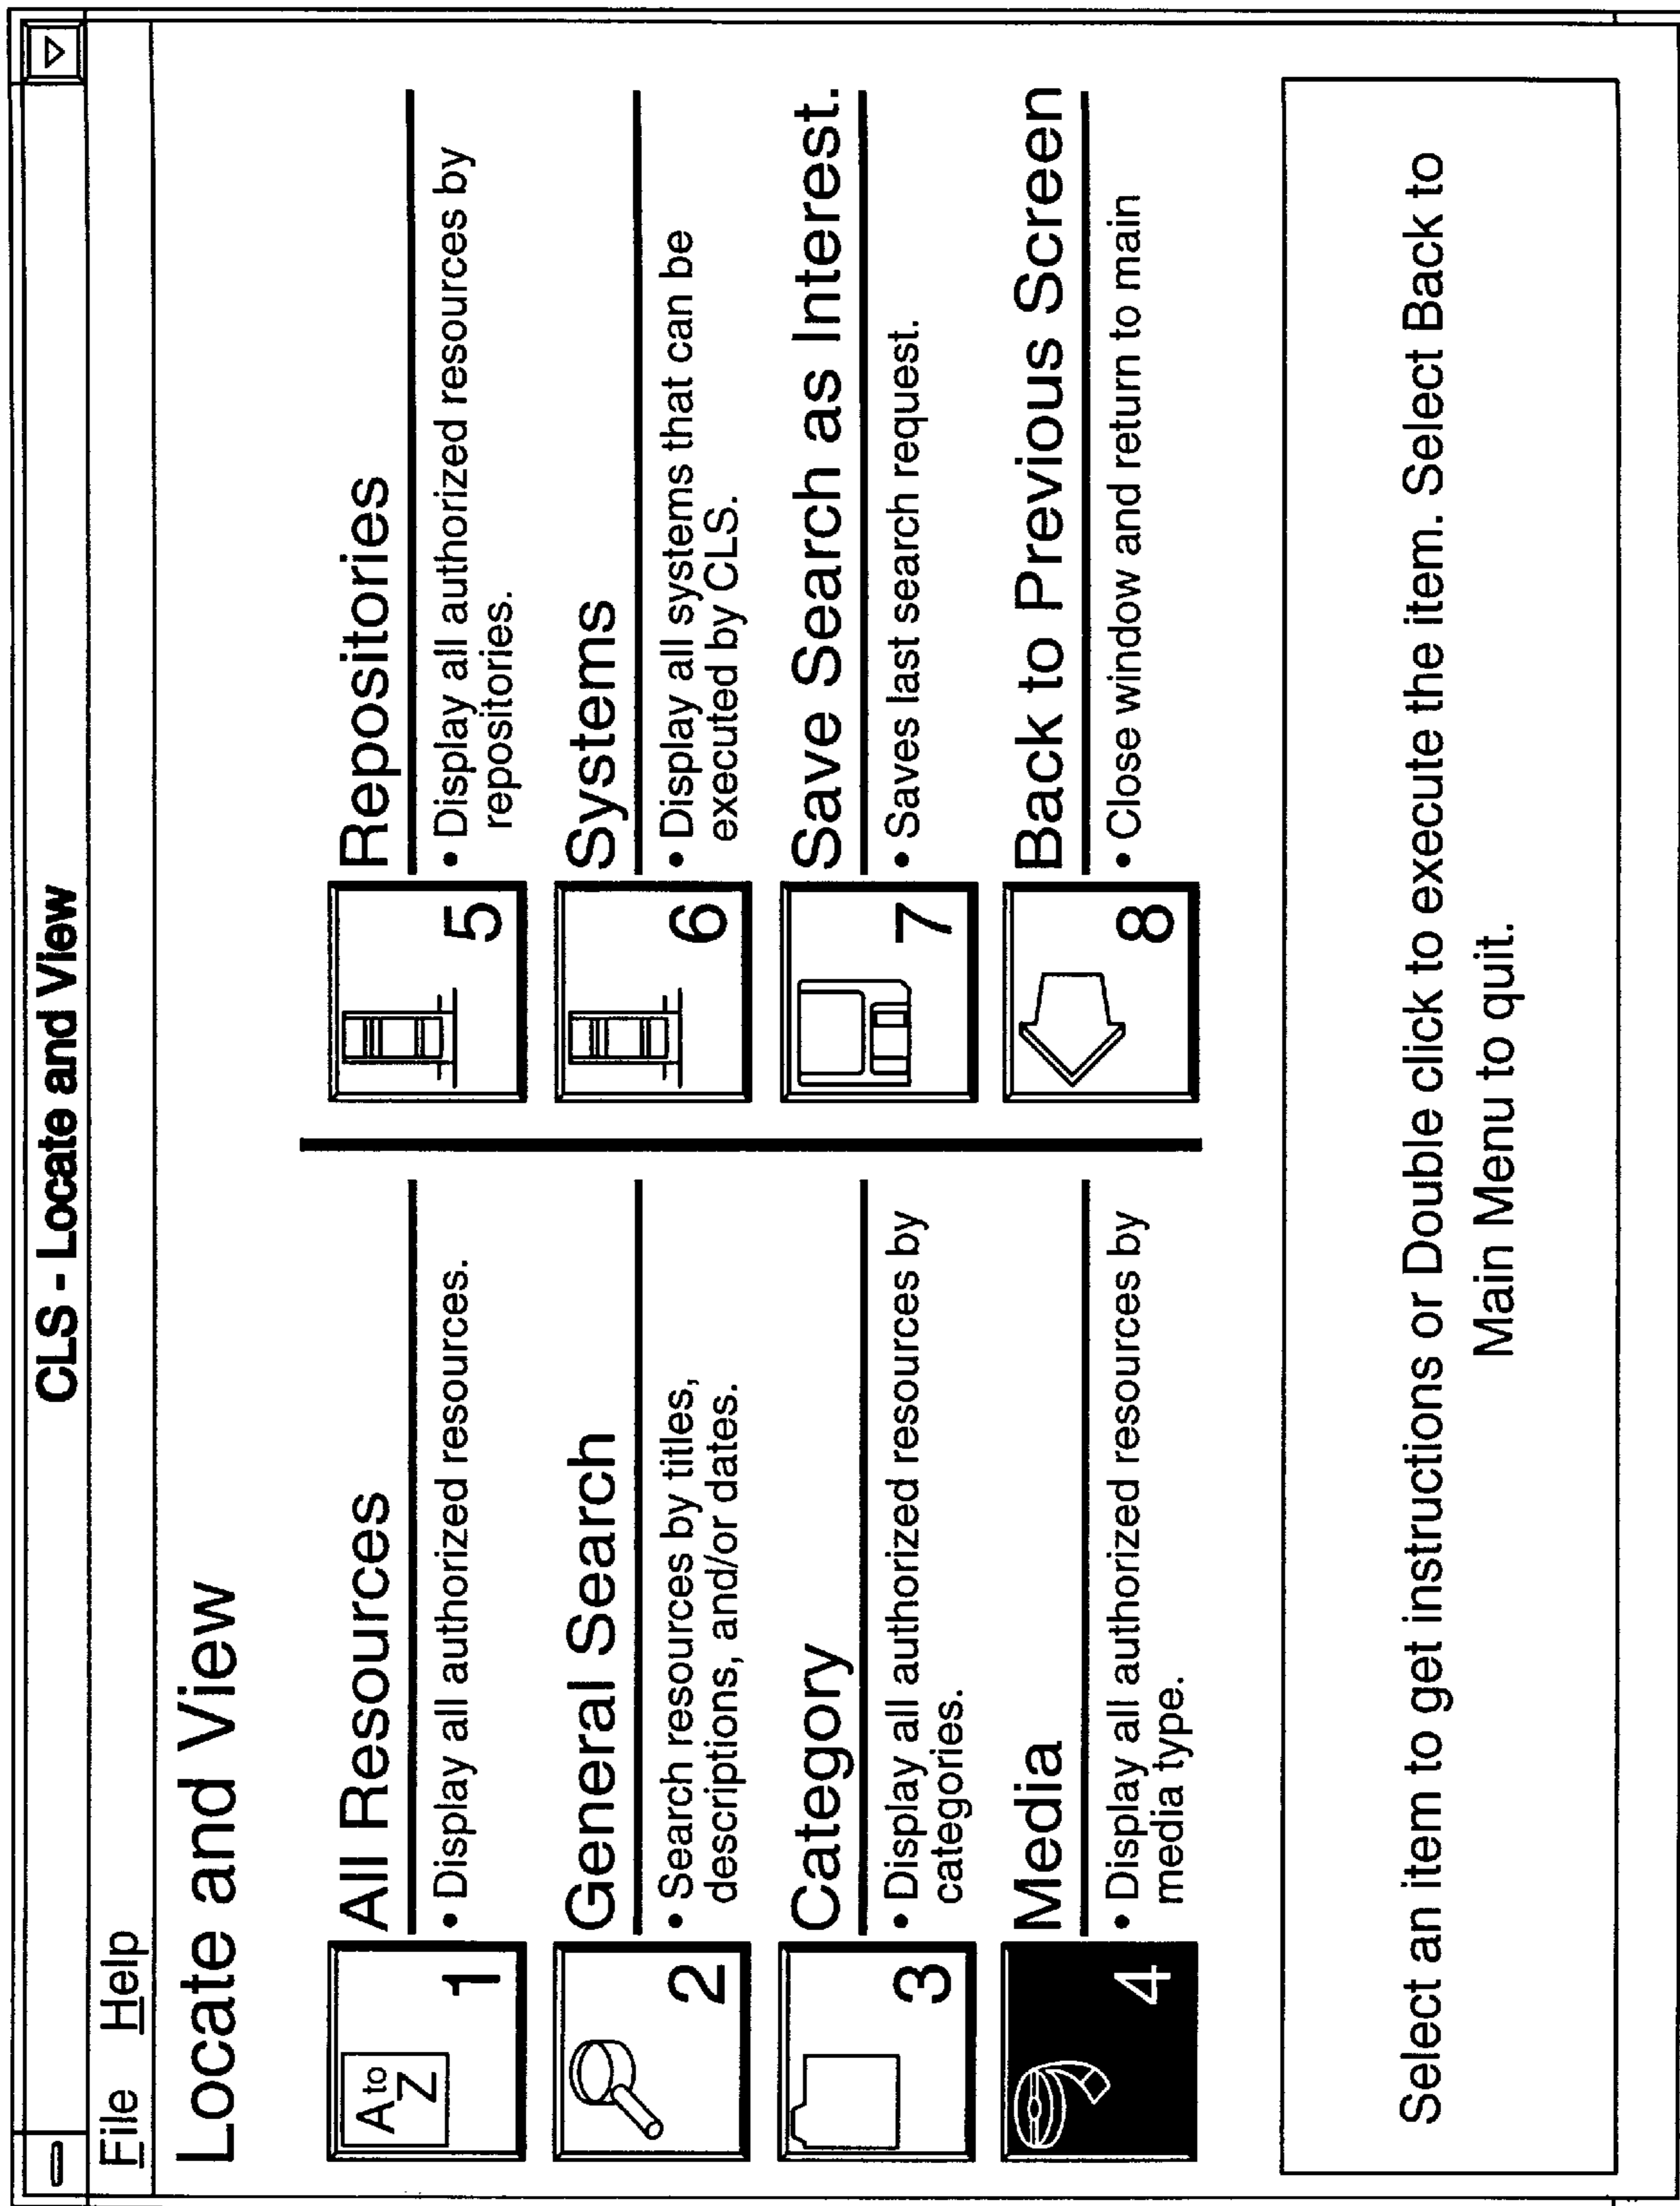 CLS - Locate and View
File Help
Locate and View
A to
Z
1
All Resources
• Display all authorized resources.
2
General Search
• Search resources by titles,
descriptions, and/or dates.
3
Category
• Display all authorized resources by
categories.
4
Media
• Display all authorized resources by
media type.
5
Repositories
• Display all authorized resources by
repositories.
6
Systems
• Display all systems that can be
executed by CLS.
7
Save Search as Interest.
• Saves last search request.
8
Back to Previous Screen
• Close window and return to main
Select an item to get instructions or Double click to execute the item. Select Back to
Main Menu to quit.